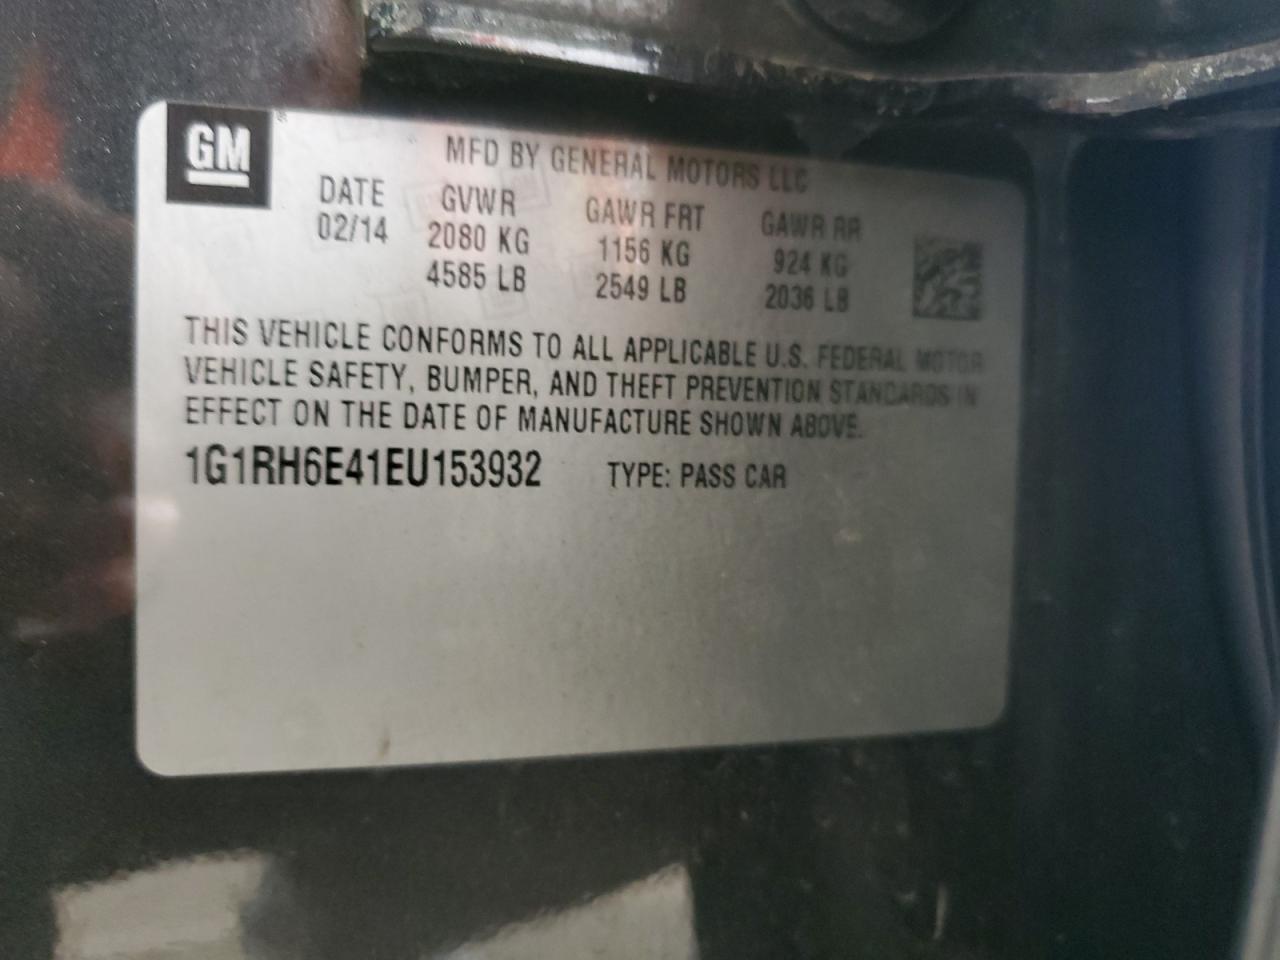 GM
MFD BY GENERAL MOTORS LLC
DATE GVWR GAWR FRT GAWR RR
02/14 2080 KG 1156 KG 924 KG
4585 LB 2549 LB 2036 LB
THIS VEHICLE CONFORMS TO ALL APPLICABLE U.S. FEDERAL MOTOR
VEHICLE SAFETY, BUMPER, AND THEFT PREVENTION STANDARDS IN
EFFECT ON THE DATE OF MANUFACTURE SHOWN ABOVE.
1G1RH6E41EU153932 TYPE: PASS CAR